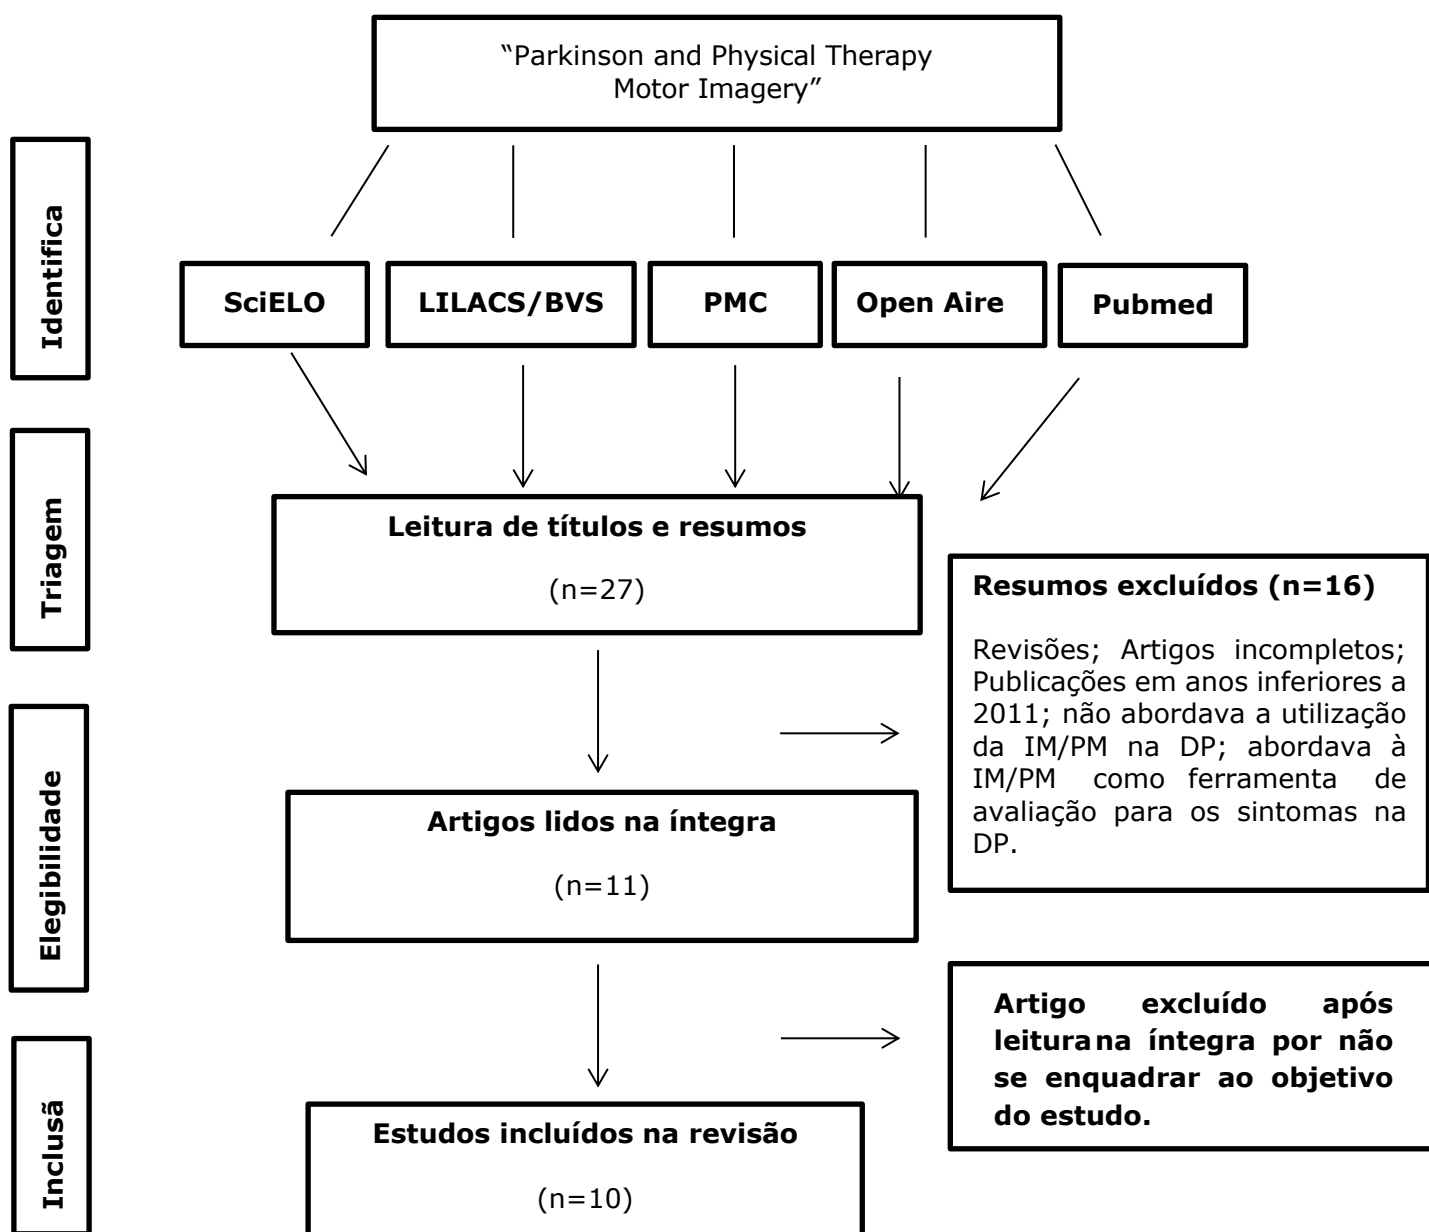 “Parkinson and Physical Therapy
Motor Imagery”
Identifica
SciELO
LILACS/BVS
PMC
Open Aire
Pubmed
Triagem
Leitura de títulos e resumos
(n=27)
Resumos excluídos (n=16)
Revisões; Artigos incompletos;
Publicações em anos inferiores a
2011; não abordava a utilização
da IM/PM na DP; abordava à
IM/PM como ferramenta de
avaliação para os sintomas na
DP.
Elegibilidade
Artigos lidos na íntegra
(n=11)
Artigo excluído após
leitura na íntegra por não
se enquadrar ao objetivo
do estudo.
Inclusã
Estudos incluídos na revisão
(n=10)